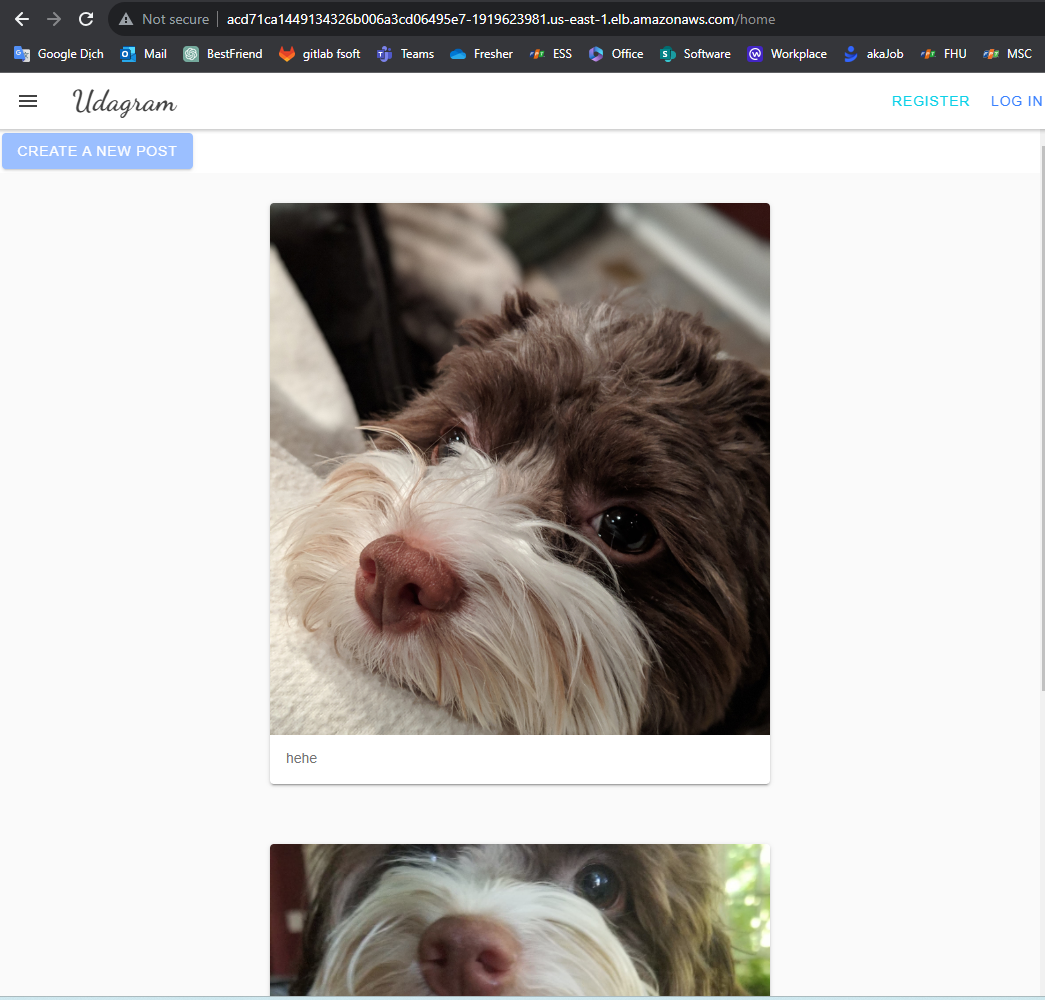 Not secure acd71ca1449134326b006a3cd06495e7-1919623981.us-east-1.elb.amazonaws.com/home
Google Dịch Mail BestFriend gitlab fsoft Teams Fresher ESS Office Software Workplace akaJob FHU MSC
Udagram REGISTER LOG IN
CREATE A NEW POST
hehe